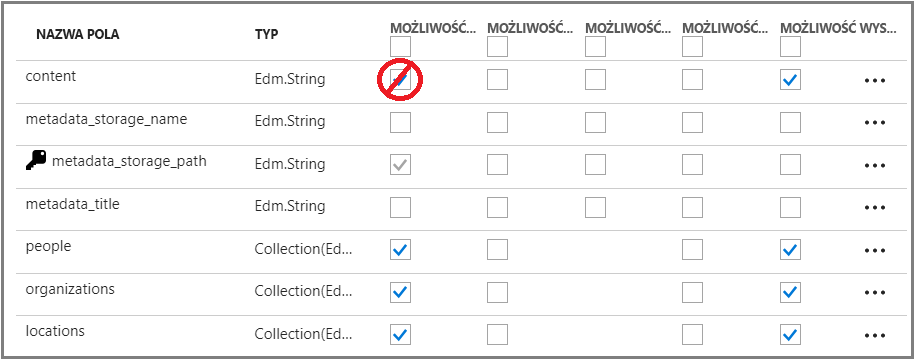 NAZWA POLA TYP MOŻLIWOŚĆ... MOŻLIWOŚĆ... MOŻLIWOŚĆ... MOŻLIWOŚĆ... MOŻLIWOŚĆ WYS...
content Edm.String ...
metadata_storage_name Edm.String ...
metadata_storage_path Edm.String ...
metadata_title Edm.String ...
people Collection(Ed... ...
organizations Collection(Ed... ...
locations Collection(Ed... ...